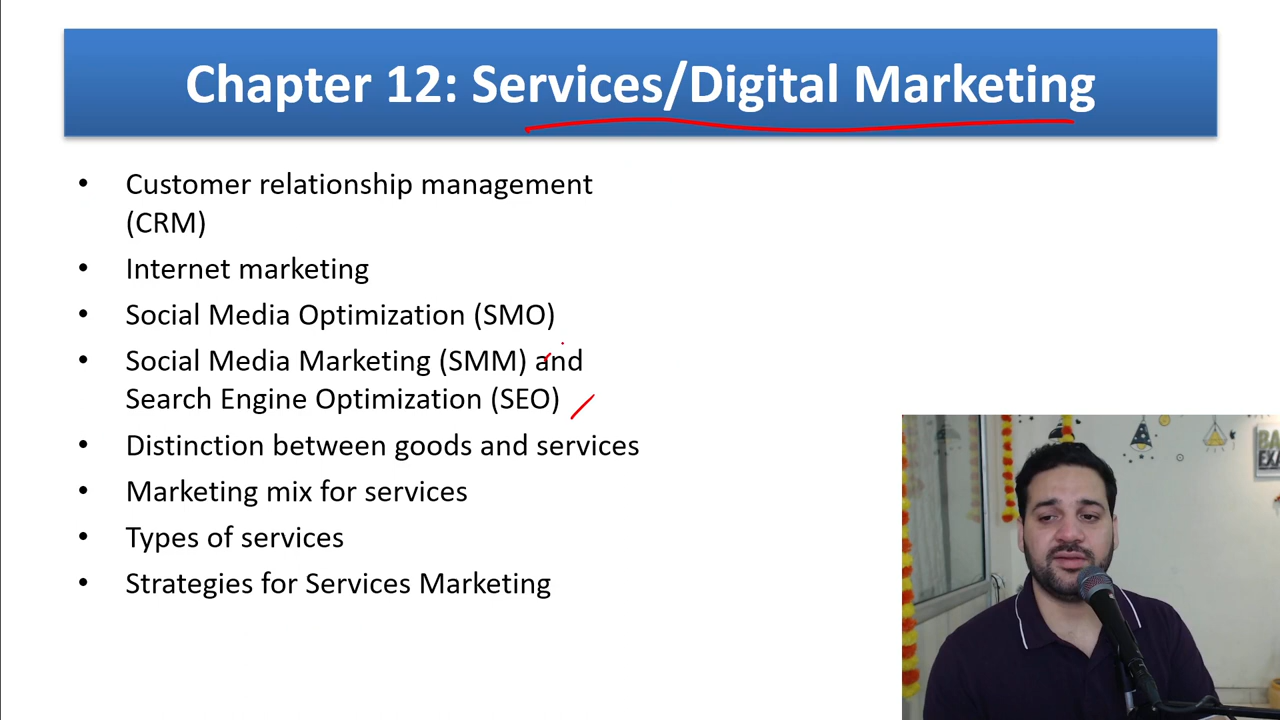 Chapter 12: Services/Digital Marketing
• Customer relationship management
(CRM)
• Internet marketing
• Social Media Optimization (SMO)
• Social Media Marketing (SMM) and
Search Engine Optimization (SEO)
• Distinction between goods and services
• Marketing mix for services
• Types of services
• Strategies for Services Marketing